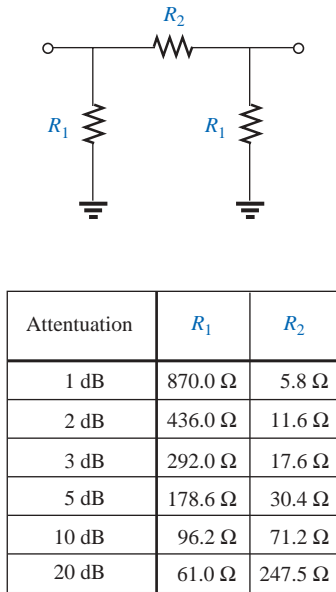 R2
R1 R1
Attentuation R1 R2
1 dB 870.0 Ω 5.8 Ω
2 dB 436.0 Ω 11.6 Ω
3 dB 292.0 Ω 17.6 Ω
5 dB 178.6 Ω 30.4 Ω
10 dB 96.2 Ω 71.2 Ω
20 dB 61.0 Ω 247.5 Ω